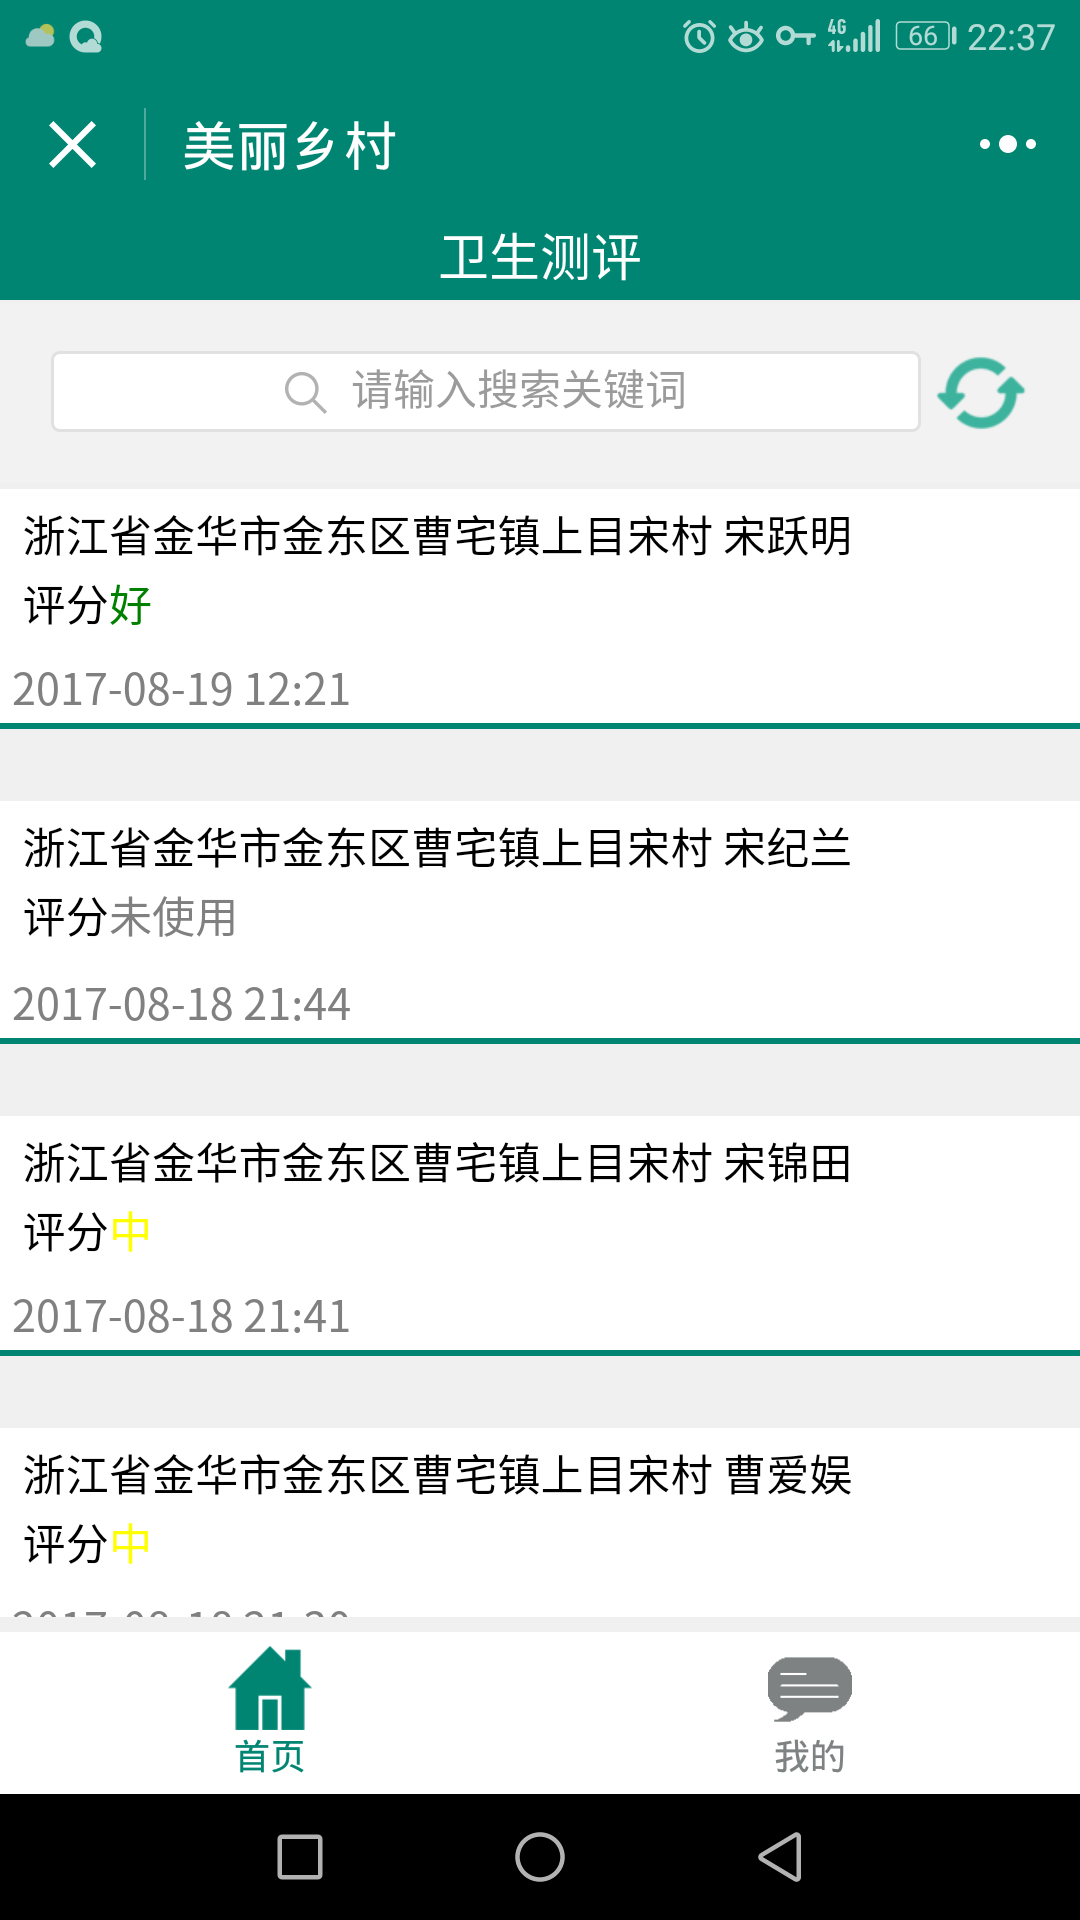 4G 66 22:37
美丽乡村
卫生测评
请输入搜索关键词
浙江省金华市金东区曹宅镇上目宋村 宋跃明
评分好
2017-08-19 12:21
浙江省金华市金东区曹宅镇上目宋村 宋纪兰
评分未使用
2017-08-18 21:44
浙江省金华市金东区曹宅镇上目宋村 宋锦田
评分中
2017-08-18 21:41
浙江省金华市金东区曹宅镇上目宋村 曹爱娱
评分中
首页
我的